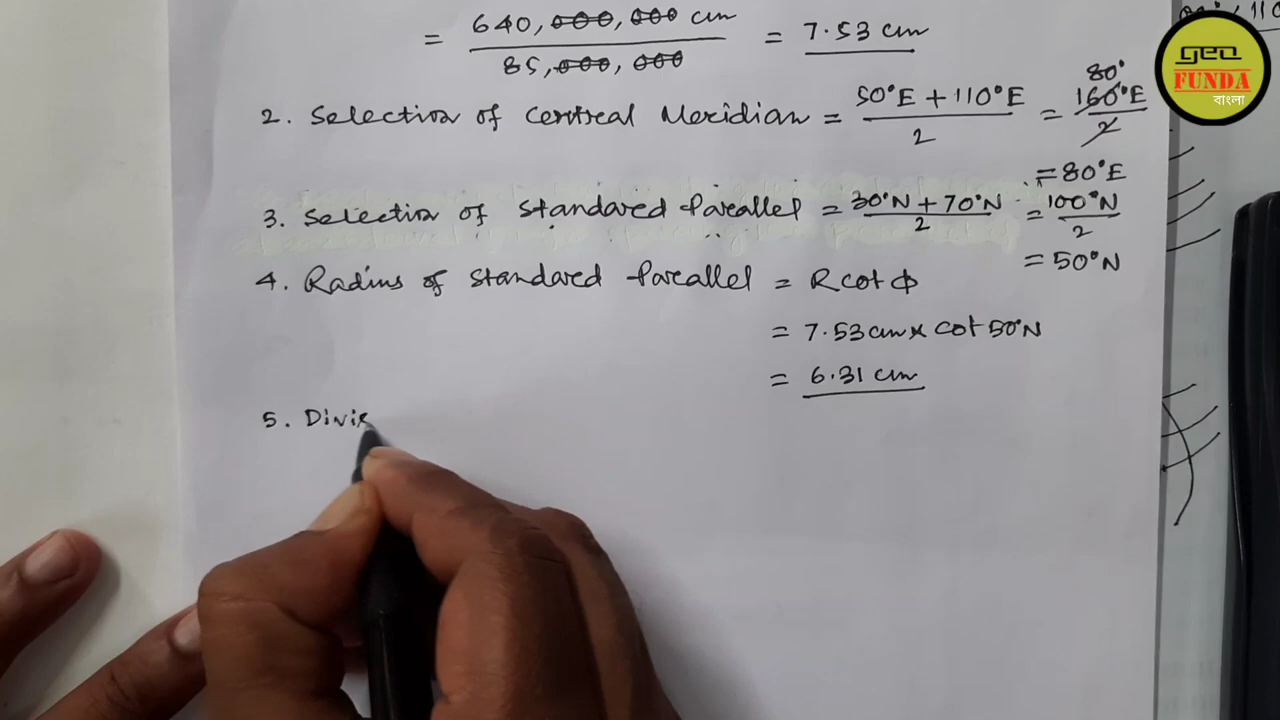 = 640,000,000 cm / 85,000,000 = 7.53 cm
2. Selection of Central Meridian = 50°E + 110°E / 2 = 160°E / 2 80°
= 80°E
3. Selection of Standard Parallel = 30°N + 70°N / 2 = 100°N / 2
= 50°N
4. Radius of Standard Parallel = R cot ϕ
= 7.53 cm × cot 50°N
= 6.31 cm
5. Divis
geo
FUNDA
বাংলা